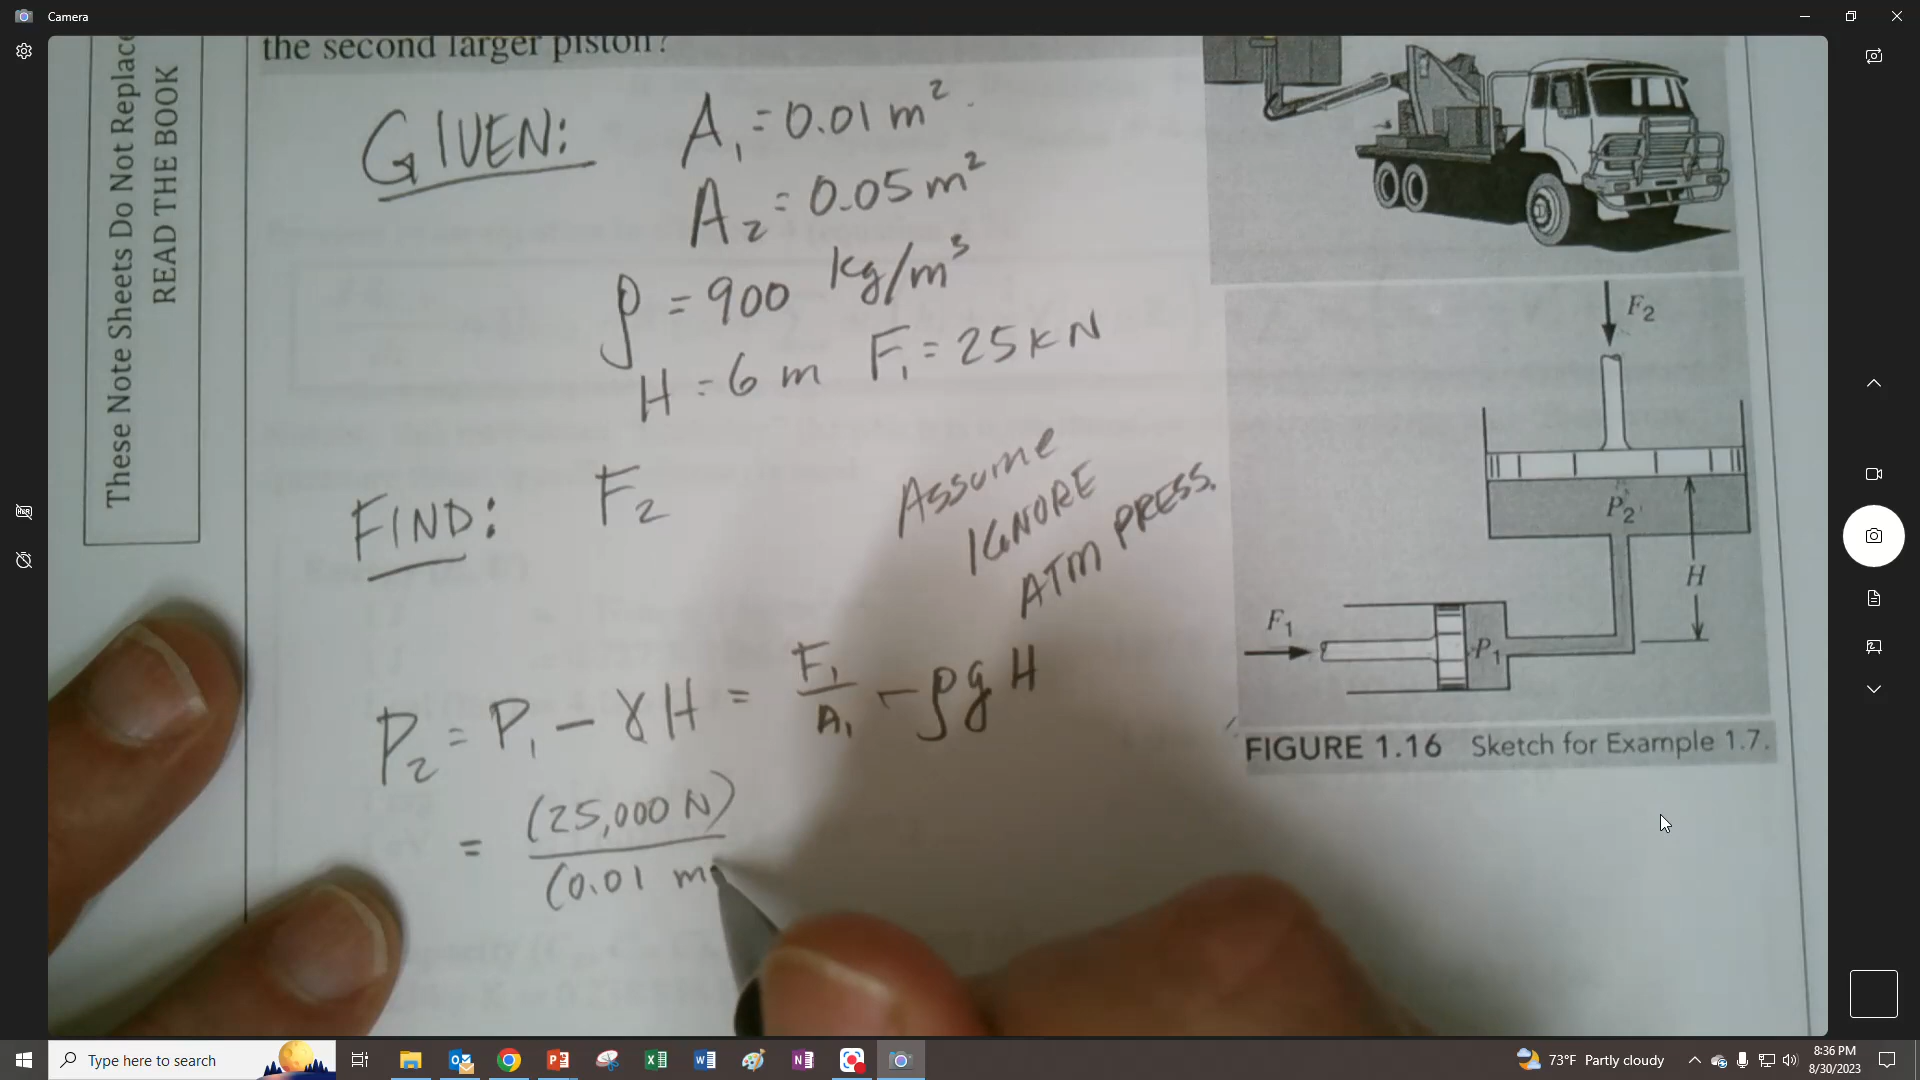 Camera
the second larger piston?
These Note Sheets Do Not Replace
READ THE BOOK
GIVEN:
A₁ = 0.01 m².
A₂ = 0.05 m²
ρ = 900 kg/m³
H = 6 m F₁ = 25 KN
FIND: F₂
ASSUME
IGNORE
ATM PRESS.
P₂ = P₁ - γH = F₁/A₁ - ρgH
= (25,000 N)
(0.01 m
F₂
P₂
H
F₁
P₁
FIGURE 1.16 Sketch for Example 1.7.
Type here to search
73°F Partly cloudy
8:36 PM
8/30/2023